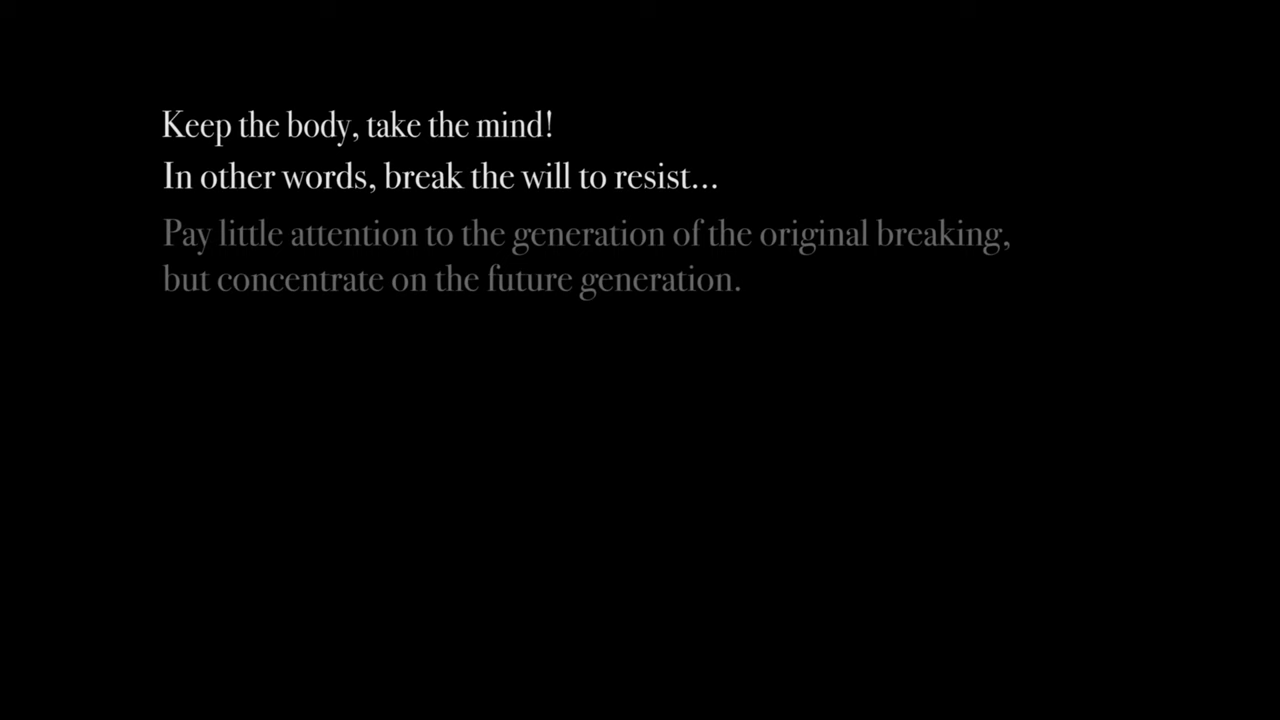 Keep the body, take the mind!
In other words, break the will to resist...
Pay little attention to the generation of the original breaking,
but concentrate on the future generation.